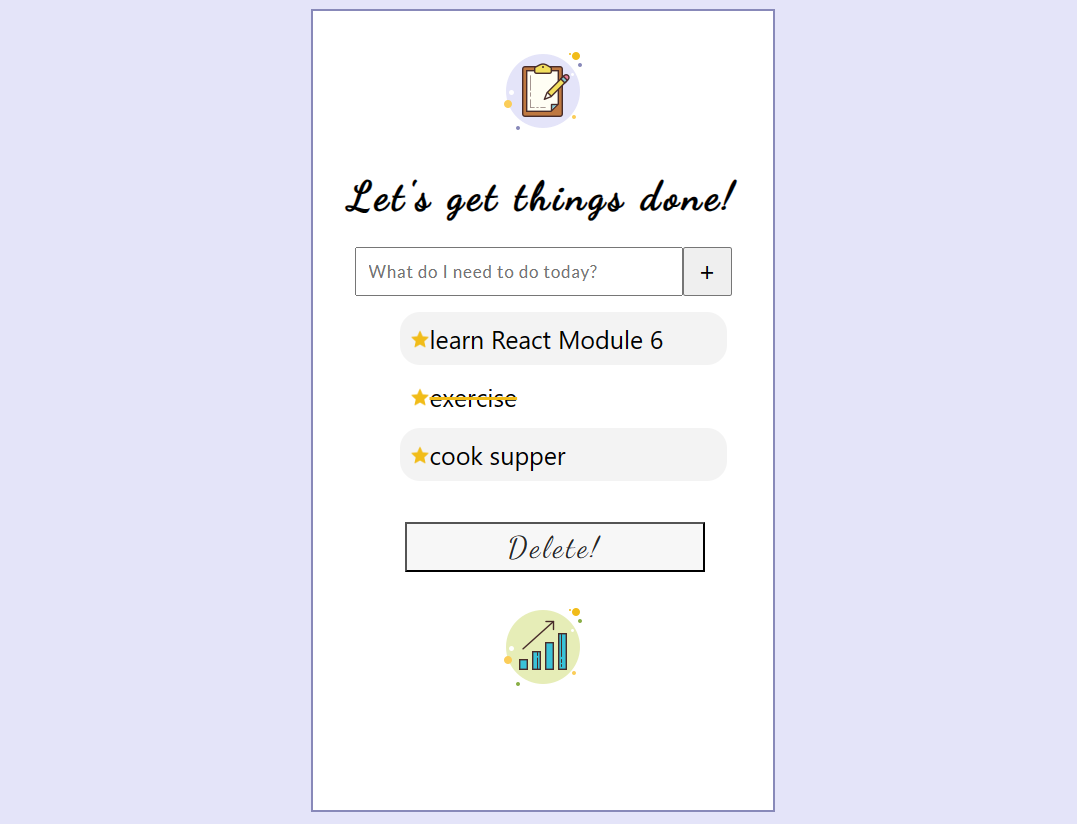 Let's get things done!
What do I need to do today? +
learn React Module 6
exercise
cook supper
Delete!